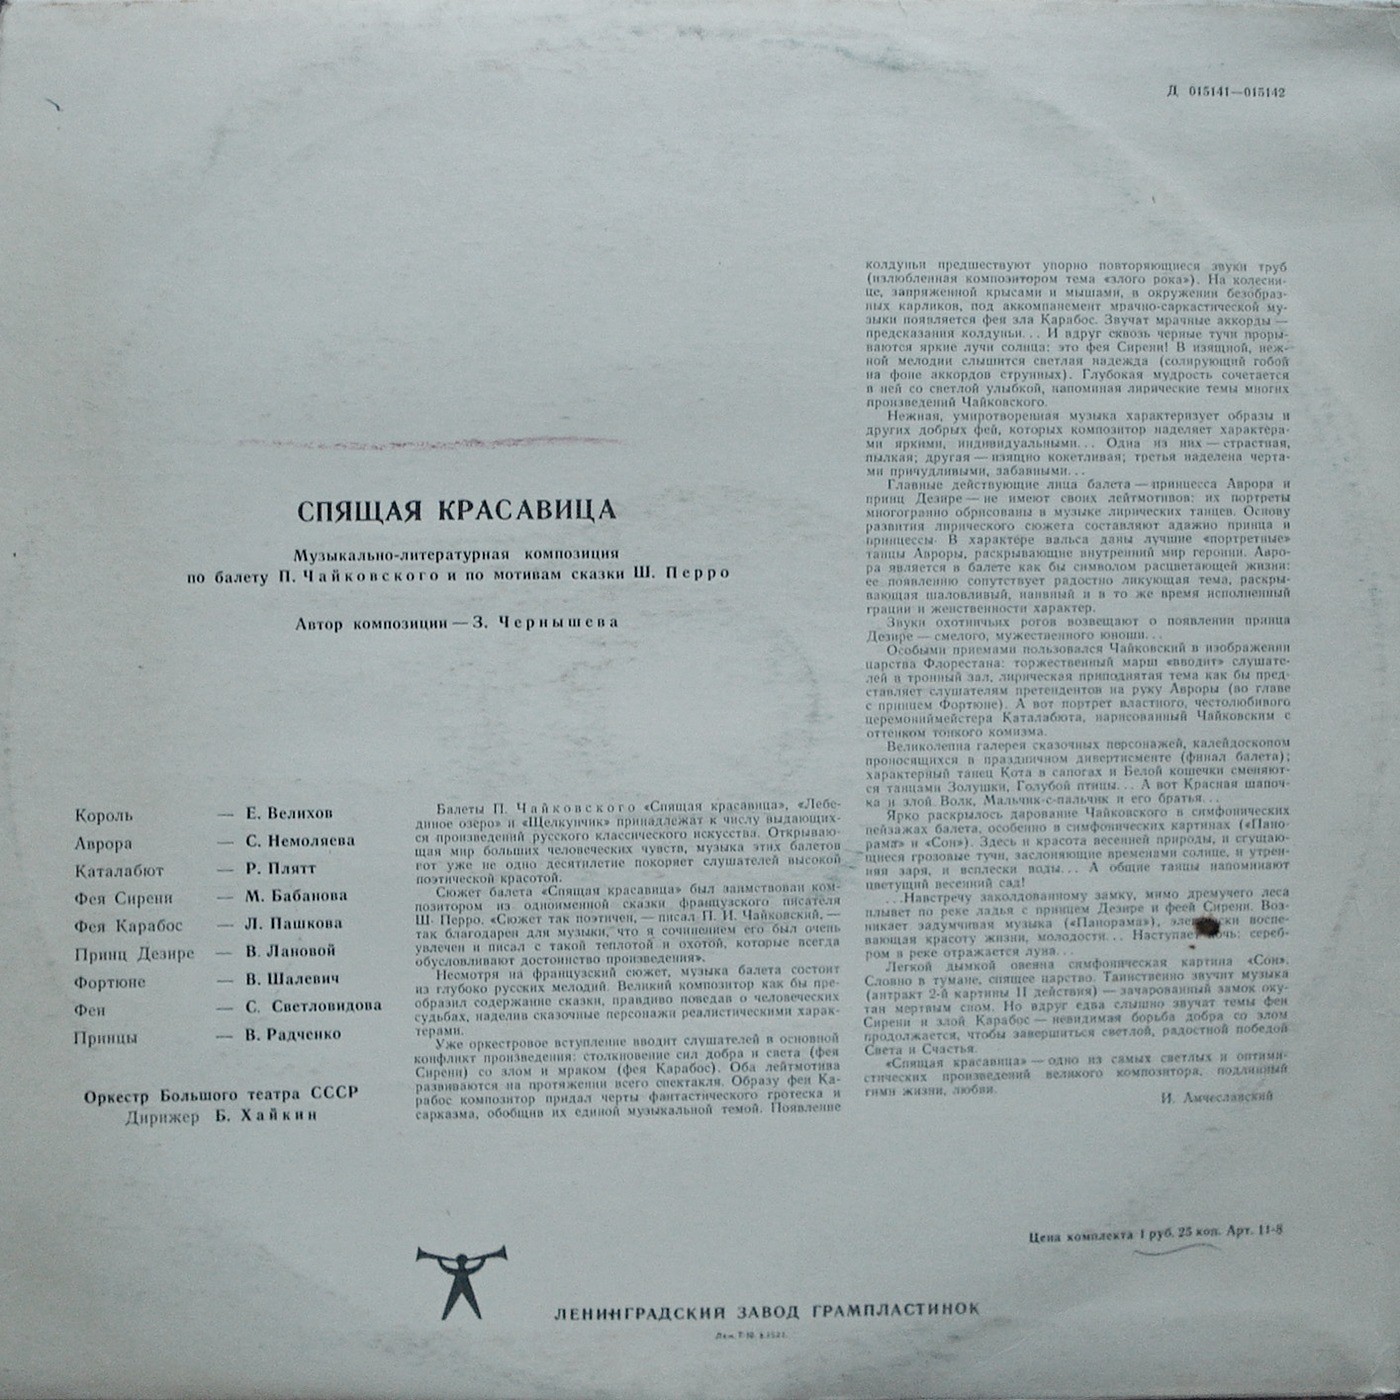 Д 015141—015142
СПЯЩАЯ КРАСАВИЦА
Музыкально-литературная композиция
по балету П. Чайковского и по мотивам сказки Ш. Перро
Автор композиции — З. Чернышева
Король — Е. Велихов
Аврора — С. Немоляева
Каталабют — Р. Плятт
Фея Сирени — М. Бабанова
Фея Карабос — Л. Пашкова
Принц Дезире — В. Лановой
Фортюне — В. Шалевич
Феи — С. Светловидова
Принцы — В. Радченко
Оркестр Большого театра СССР
Дирижер Б. Хайкин
Балеты П. Чайковского «Спящая красавица», «Лебе-
диное озеро» и «Щелкунчик» принадлежат к числу выдающих-
ся произведений русского классического искусства. Открываю-
щая мир больших человеческих чувств, музыка этих балетов
вот уже не одно десятилетие покоряет слушателей высокой
поэтической красотой.
Сюжет балета «Спящая красавица» был заимствован ком-
позитором из одноименной сказки французского писателя
Ш. Перро. «Сюжет так поэтичен, — писал П. И. Чайковский, —
так благодарен для музыки, что я сочинением его был очень
увлечен и писал с такой теплотой и охотой, которые всегда
обусловливают достоинство произведения».
Несмотря на французский сюжет, музыка балета состоит
из глубоко русских мелодий. Великий композитор как бы пре-
образил содержание сказки, правдиво поведав о человеческих
судьбах, наделив сказочные персонажи реалистическими харак-
терами.
Уже оркестровое вступление вводит слушателей в основной
конфликт произведения: столкновение сил добра и света (фея
Сирени) со злом и мраком (фея Карабос). Оба лейтмотива
развиваются на протяжении всего спектакля. Образу феи Ка-
рабос композитор придал черты фантастического гротеска и
сарказма, обобщив их единой музыкальной темой. Появление
колдуньи предшествуют упорно повторяющиеся звуки труб
(излюбленная композитором тема «злого рока»). На колесни-
це, запряженной крысами и мышами, в окружении безобраз-
ных карликов, под аккомпанемент мрачно-саркастической му-
зыки появляется фея зла Карабос. Звучат мрачные аккорды —
предсказания колдуньи... И вдруг сквозь черные тучи проры-
ваются яркие лучи солнца: это фея Сирени! В изящной, неж-
ной мелодии слышится светлая надежда (солирующий гобой
на фоне аккордов струнных). Глубокая мудрость сочетается
в ней со светлой улыбкой, напоминая лирические темы многих
произведений Чайковского.
Нежная, умиротворенная музыка характеризует образы и
других добрых фей, которых композитор наделяет характера-
ми яркими, индивидуальными... Одна из них — страстная,
пылкая; другая — изящно кокетливая; третья наделена черта-
ми причудливыми, забавными...
Главные действующие лица балета — принцесса Аврора и
принц Дезире — не имеют своих лейтмотивов: их портреты
многогранно обрисованы в музыке лирических танцев. Основу
развития лирического сюжета составляют адажио принца и
принцессы. В характере вальса даны лучшие «портретные»
танцы Авроры, раскрывающие внутренний мир героини. Авро-
ра является в балете как бы символом расцветающей жизни:
ее появлению сопутствует радостно ликующая тема, раскры-
вающая шаловливый, наивный и в то же время исполненный
грации и женственности характер.
Звуки охотничьих рогов возвещают о появлении принца
Дезире — смелого, мужественного юноши...
Особыми приемами пользовался Чайковский в изображении
царства Флорестана: торжественный марш «вводит» слушате-
лей в тронный зал, лирическая приподнятая тема как бы пред-
ставляет слушателям претендентов на руку Авроры (во главе
с принцем Фортюне). А вот портрет властного, честолюбивого
церемониймейстера Каталабюта, нарисованный Чайковским с
оттенком тонкого комизма.
Великолепна галерея сказочных персонажей, калейдоскопом
проносящихся в праздничном дивертисменте (финал балета);
характерный танец Кота в сапогах и Белой кошечки сменяют-
ся танцами Золушки, Голубой птицы... А вот Красная шапоч-
ка и злой Волк, Мальчик-с-пальчик и его братья...
Ярко раскрылось дарование Чайковского в симфонических
пейзажах балета, особенно в симфонических картинах («Пано-
рама» и «Сон»). Здесь и красота весенней природы, и сгущаю-
щиеся грозовые тучи, заслоняющие временами солнце, и утрен-
няя заря, и всплески воды... А общие танцы напоминают
цветущий весенний сад!
...Навстречу заколдованному замку, мимо дремучего леса
плывет по реке ладья с принцем Дезире и феей Сирени. Воз-
никает задумчивая музыка («Панорама»), воспе-
вающая красоту жизни, молодости... Наступает ночь: сереб-
ром в реке отражается луна...
Легкой дымкой овеяна симфоническая картина «Сон».
Словно в тумане, спящее царство. Таинственно звучит музыка
(антракт 2-й картины II действия) — зачарованный замок оку-
тан мертвым сном. Но вдруг едва слышно звучат темы феи
Сирени и злой Карабос — невидимая борьба добра со злом
продолжается, чтобы завершиться светлой, радостной победой
Света и Счастья.
«Спящая красавица» — одно из самых светлых и оптими-
стических произведений великого композитора, подлинный
гимн жизни, любви.
И. Амчеславский
Цена комплекта 1 руб. 25 коп. Арт. 11-8
ЛЕНИНГРАДСКИЙ ЗАВОД ГРАМПЛАСТИНОК